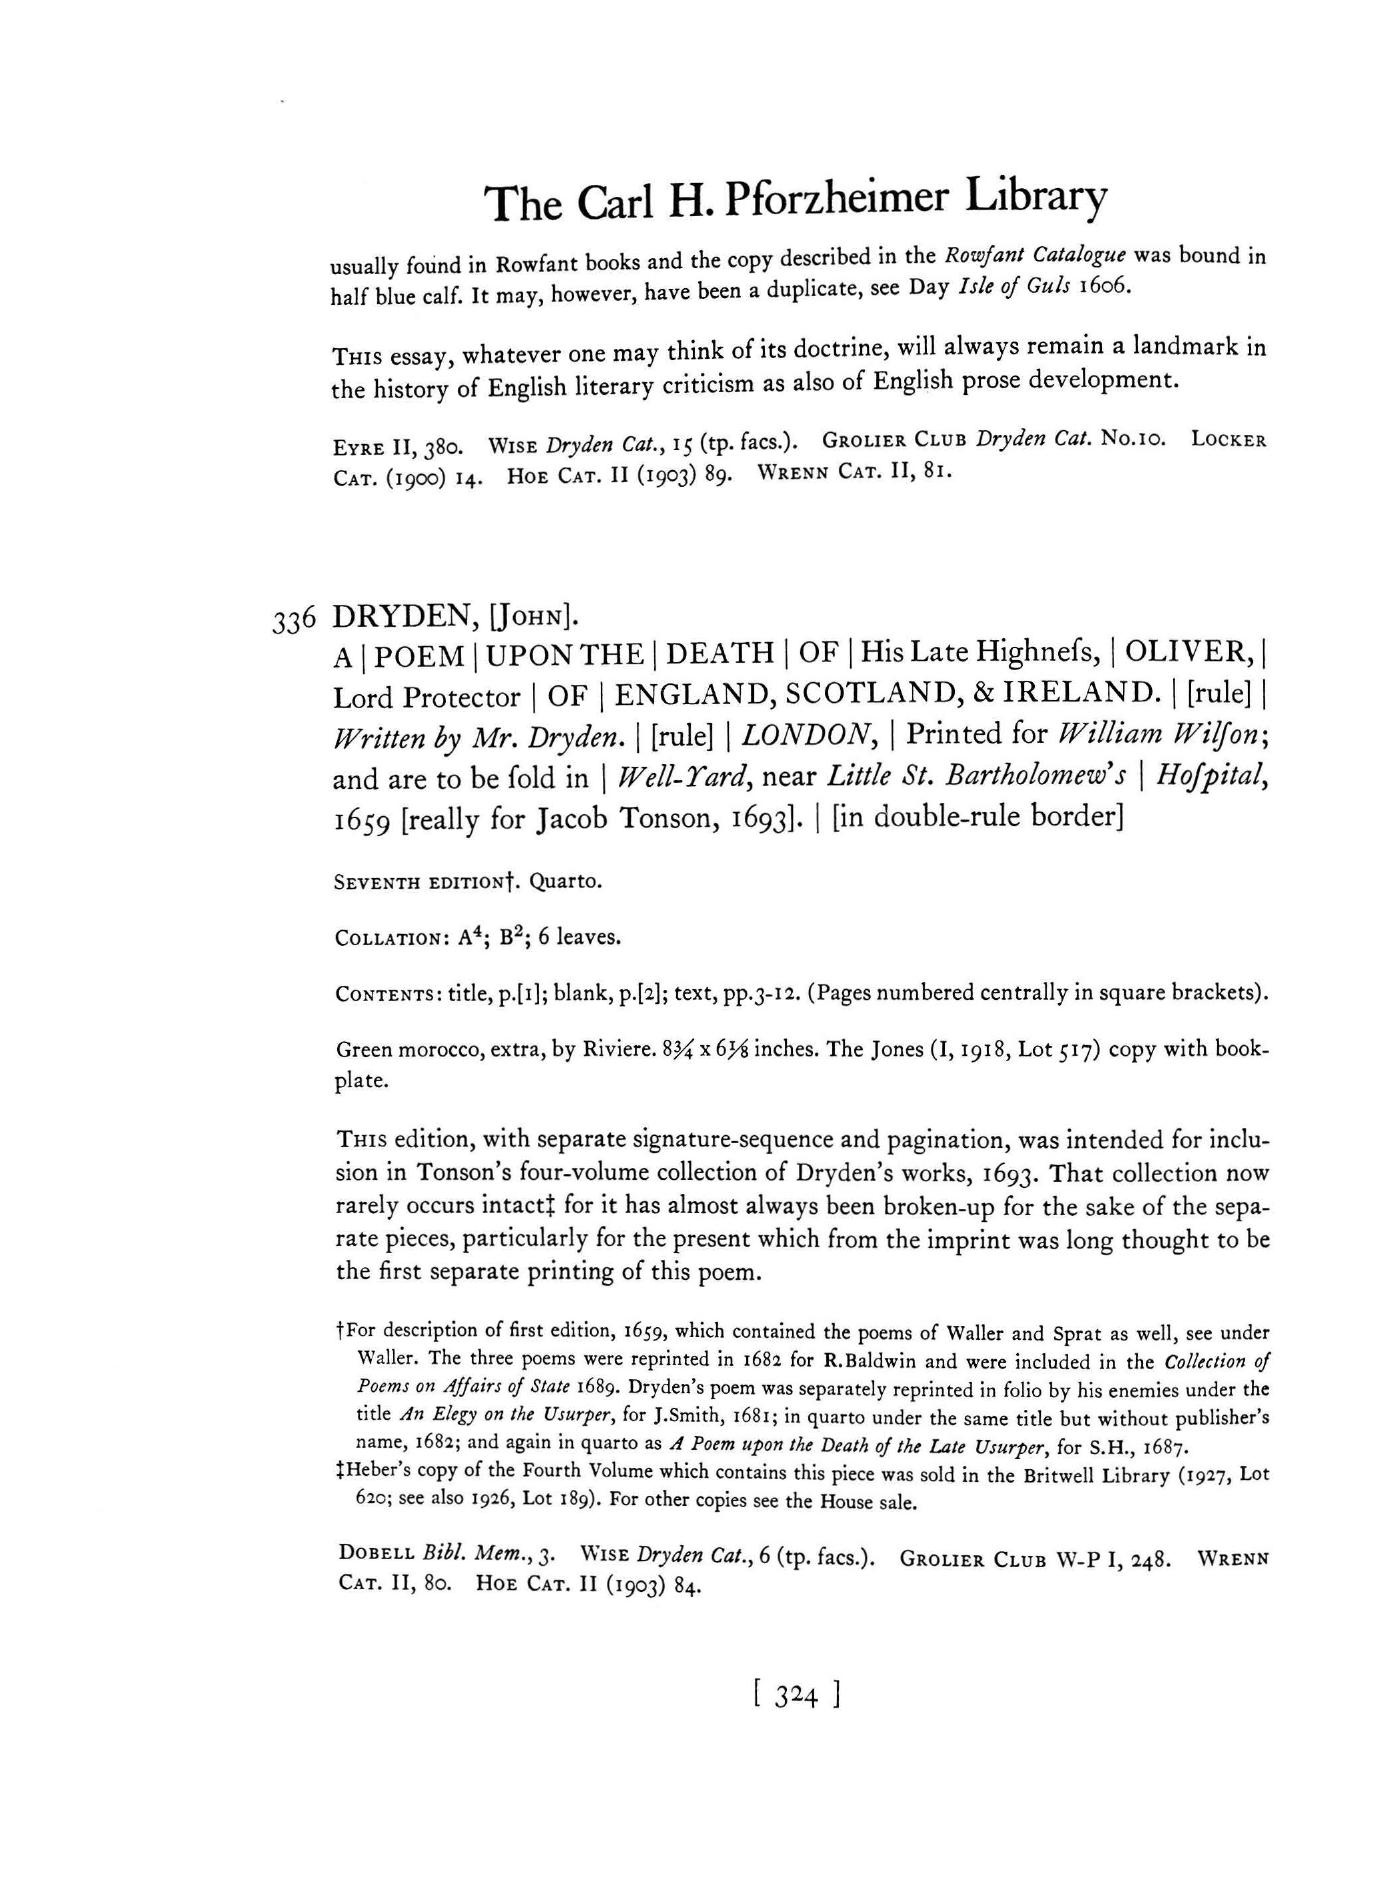 The Carl H. Pforzheimer Library
usually found in Rowfant books and the copy described in the Rowfant Catalogue was bound in
half blue calf. It may, however, have been a duplicate, see Day Isle of Guls 1606.
THIS essay, whatever one may think of its doctrine, will always remain a landmark in
the history of English literary criticism as also of English prose development.
EYRE II, 380. WISE Dryden Cat., 15 (tp. facs.). GROLIER CLUB Dryden Cat. No.10. LOCKER
CAT. (1900) 14. HOE CAT. II (1903) 89. WRENN CAT. II, 81.
336 DRYDEN, [JOHN].
A | POEM | UPON THE | DEATH | OF | His Late Highneſs, | OLIVER, |
Lord Protector | OF | ENGLAND, SCOTLAND, & IRELAND. | [rule] |
Written by Mr. Dryden. | [rule] | LONDON, | Printed for William Wilſon;
and are to be ſold in | Well-Yard, near Little St. Bartholomew's | Hoſpital,
1659 [really for Jacob Tonson, 1693]. | [in double-rule border]
SEVENTH EDITION†. Quarto.
COLLATION: A⁴; B²; 6 leaves.
CONTENTS: title, p.[1]; blank, p.[2]; text, pp.3-12. (Pages numbered centrally in square brackets).
Green morocco, extra, by Riviere. 8¾ x 6⅞ inches. The Jones (I, 1918, Lot 517) copy with book-
plate.
THIS edition, with separate signature-sequence and pagination, was intended for inclu-
sion in Tonson's four-volume collection of Dryden's works, 1693. That collection now
rarely occurs intact‡ for it has almost always been broken-up for the sake of the sepa-
rate pieces, particularly for the present which from the imprint was long thought to be
the first separate printing of this poem.
†For description of first edition, 1659, which contained the poems of Waller and Sprat as well, see under
Waller. The three poems were reprinted in 1682 for R.Baldwin and were included in the Collection of
Poems on Affairs of State 1689. Dryden's poem was separately reprinted in folio by his enemies under the
title An Elegy on the Usurper, for J.Smith, 1681; in quarto under the same title but without publisher's
name, 1682; and again in quarto as A Poem upon the Death of the Late Usurper, for S.H., 1687.
‡Heber's copy of the Fourth Volume which contains this piece was sold in the Britwell Library (1927, Lot
620; see also 1926, Lot 189). For other copies see the House sale.
DOBELL Bibl. Mem., 3. WISE Dryden Cat., 6 (tp. facs.). GROLIER CLUB W-P I, 248. WRENN
CAT. II, 80. HOE CAT. II (1903) 84.
[ 324 ]